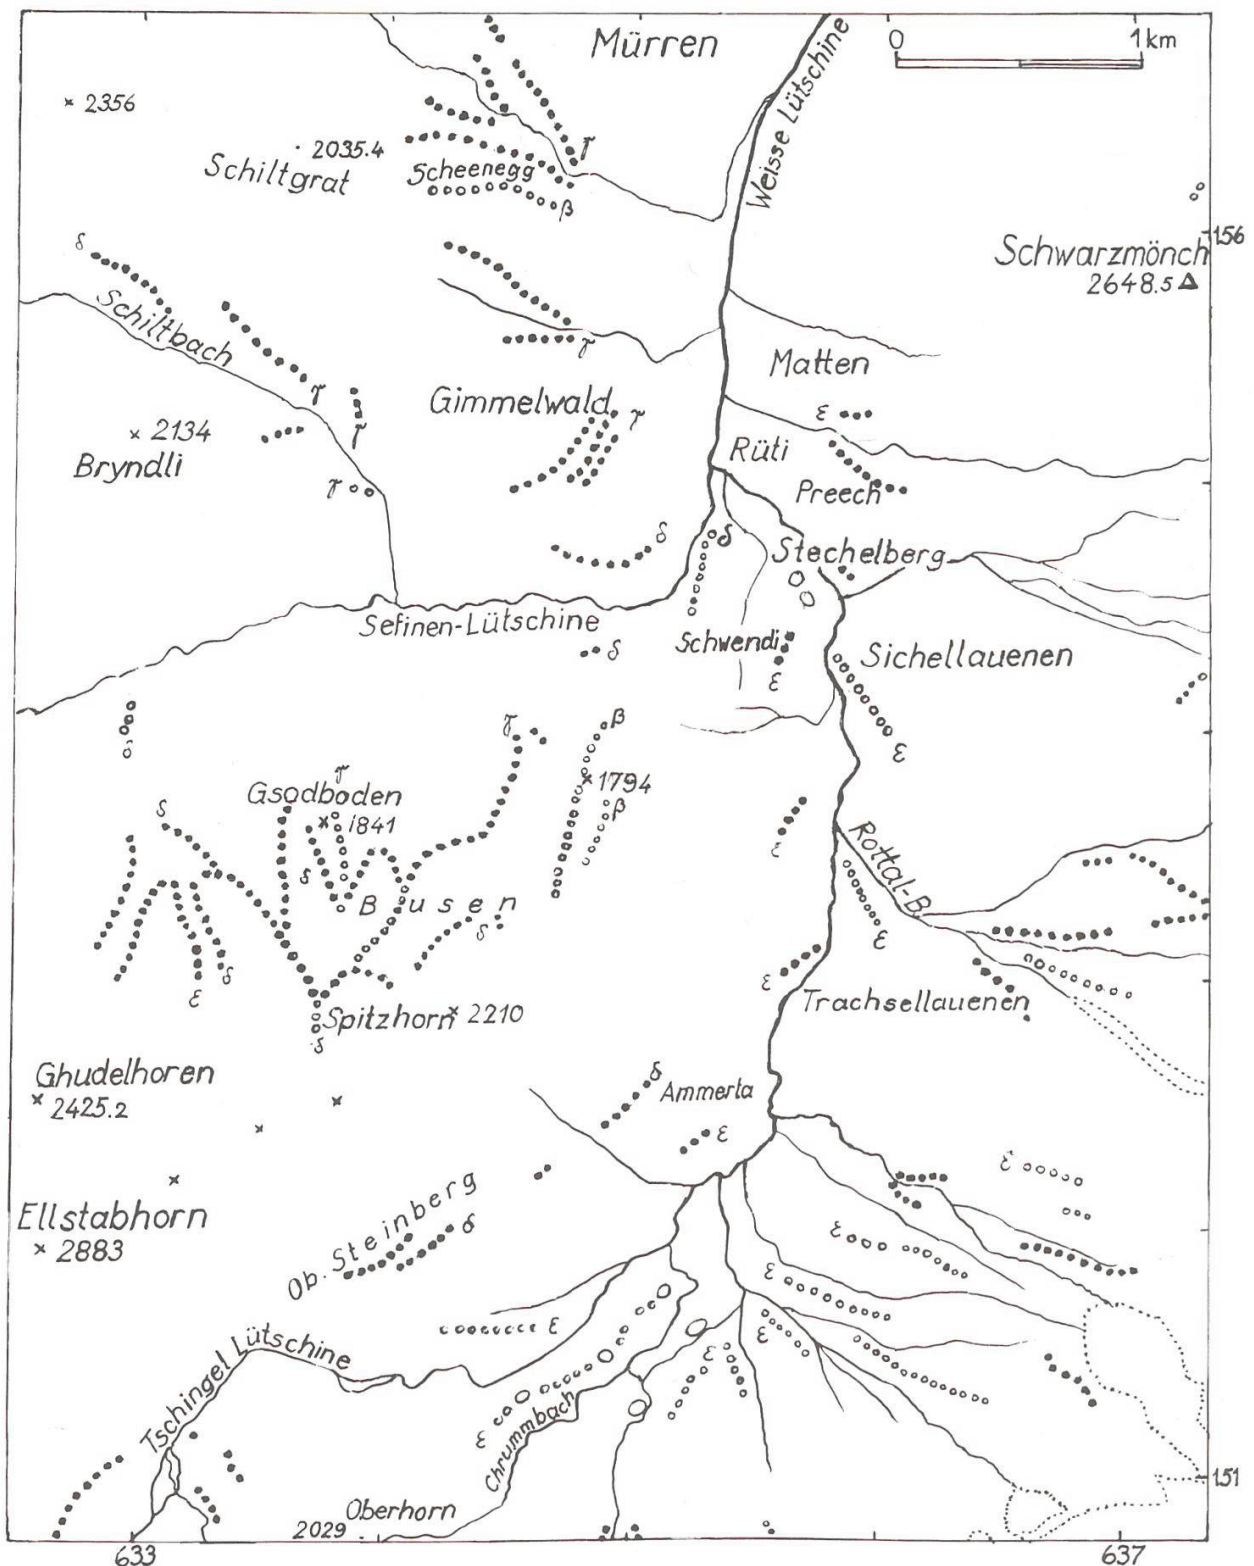 Mürren
0 1km
Weisse Lütschine
2356
2035.4
Schiltgrat
Scheenegg
γ
β
156
Schwarzmönch
2648.5
δ
Schiltbach
γ
Matten
γ
γ
Gimmelwald
γ
ε
2134
Bryndli
Rüti
Preech
γ
δ
δ
Stechelberg
Sefinen-Lütschine
δ
Schwendi
ε
Sichellauenen
ε
δ
γ
β
1794
β
γ
Gsodboden
1841
δ
δ
Busen
δ
ε
Rottal-B.
ε
δ
ε
ε
Trachsellauenen
Spitzhorn 2210
δ
Ghudelhoren
2425.2
δ
Ammerta
ε
ε
Ellstabhorn
2883
Ob. Steinberg
δ
ε
ε
ε
ε
ε
Tschingel Lütschine
ε
Chrummbach
Oberhorn
2029
151
633
637